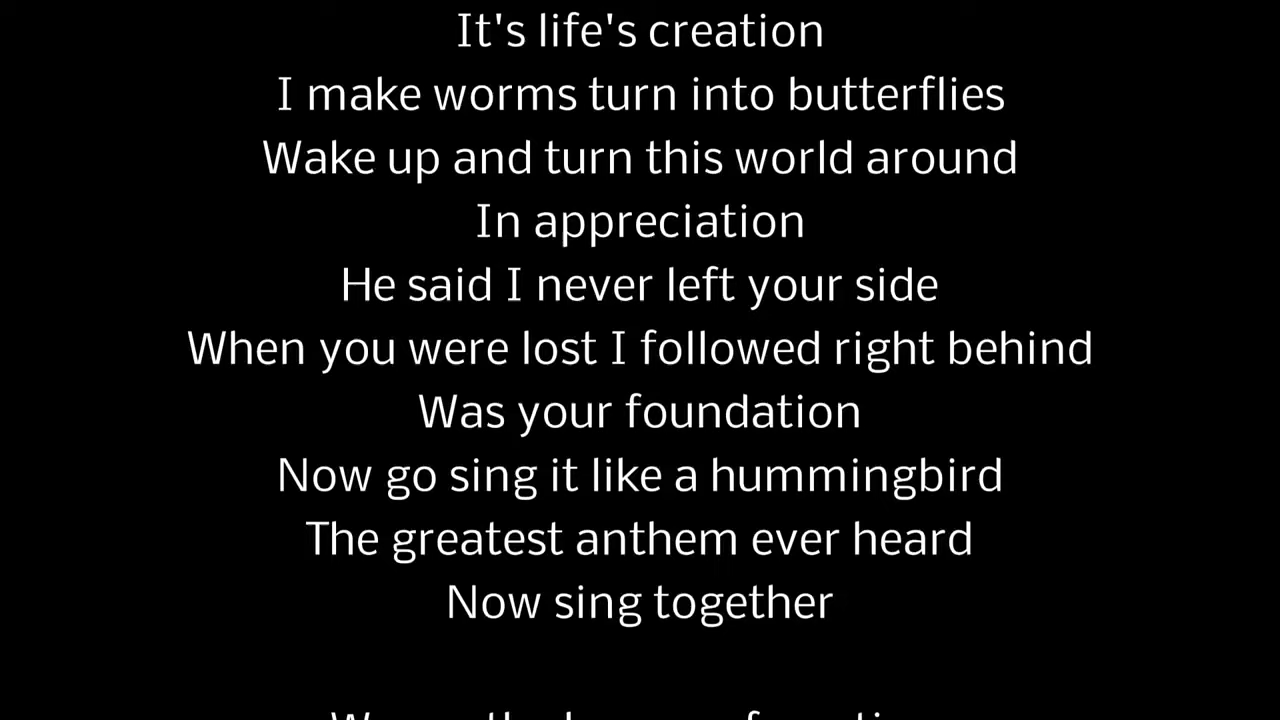 It's life's creation
I make worms turn into butterflies
Wake up and turn this world around
In appreciation
He said I never left your side
When you were lost I followed right behind
Was your foundation
Now go sing it like a hummingbird
The greatest anthem ever heard
Now sing together